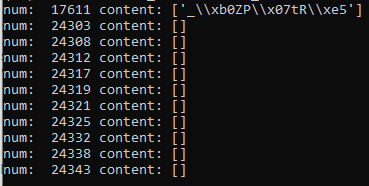 num:  17611 content: ['_\\xb0ZP\\x07tR\\xe5']
num:  24303 content: []
num:  24308 content: []
num:  24312 content: []
num:  24317 content: []
num:  24319 content: []
num:  24321 content: []
num:  24325 content: []
num:  24332 content: []
num:  24338 content: []
num:  24343 content: []